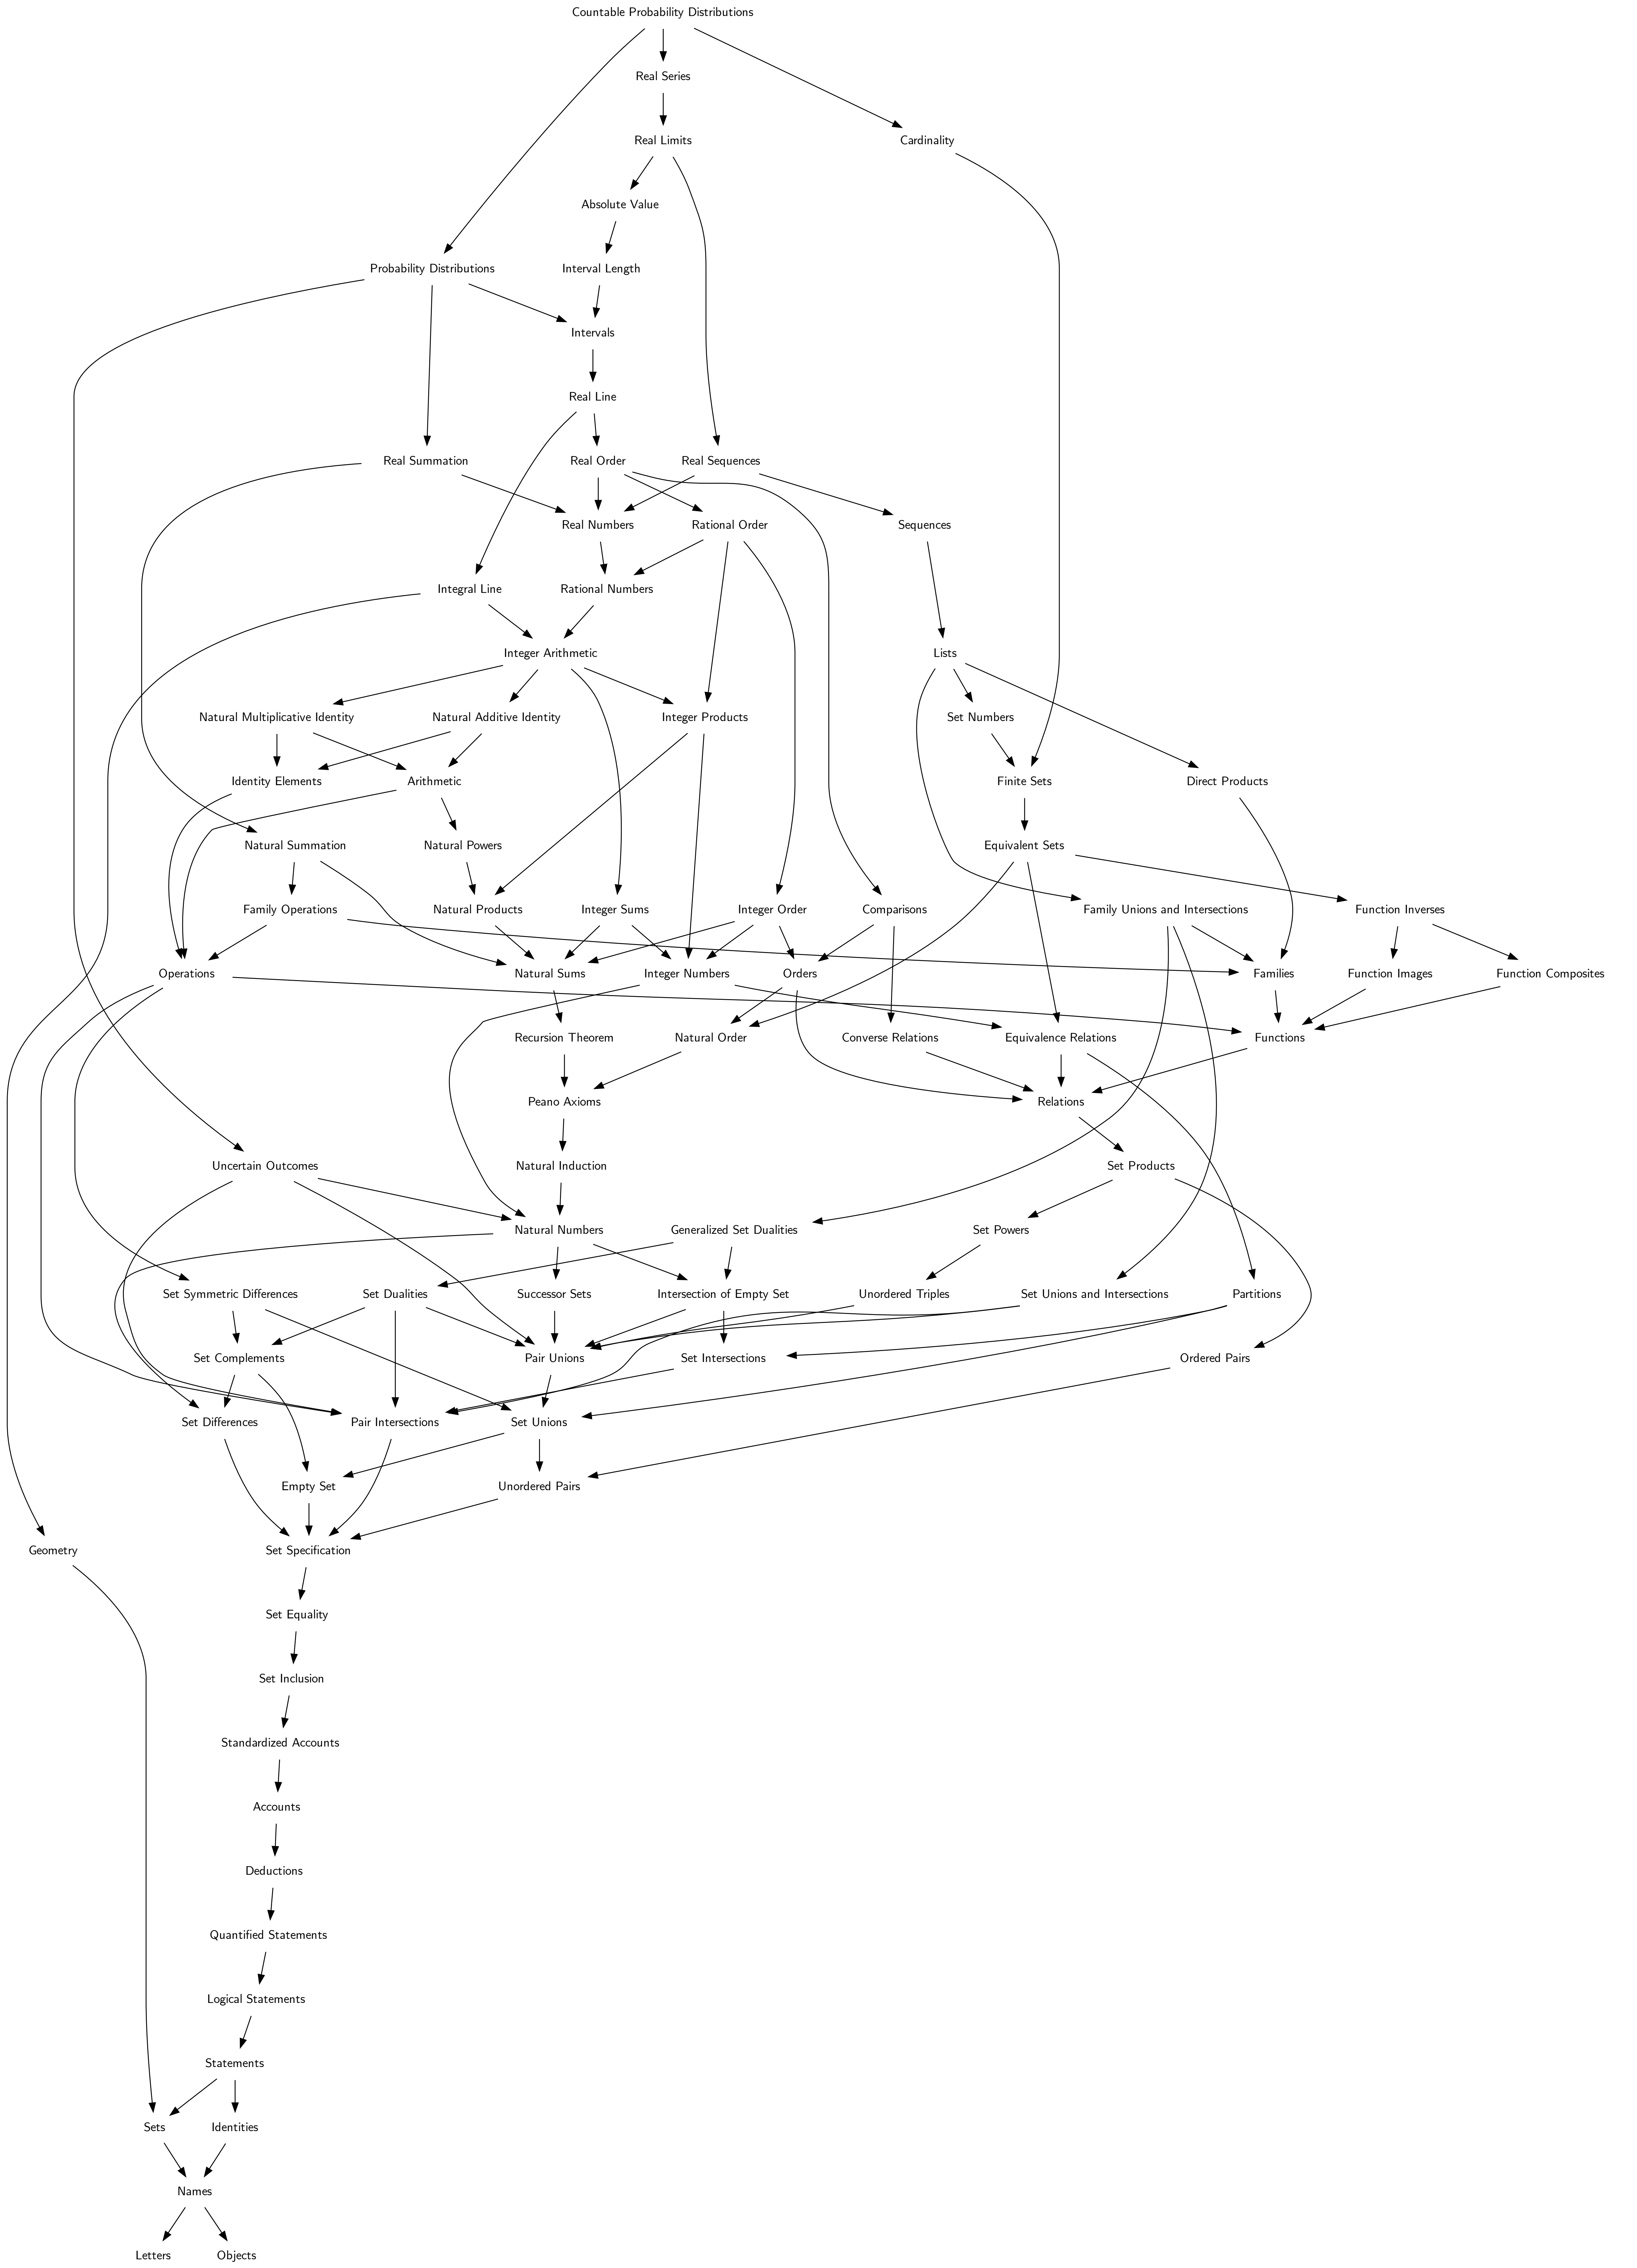 Countable Probability Distributions
Real Series
Real Limits
Cardinality
Absolute Value
Probability Distributions
Interval Length
Intervals
Real Line
Real Summation
Real Order
Real Sequences
Real Numbers
Rational Order
Sequences
Integral Line
Rational Numbers
Integer Arithmetic
Lists
Natural Multiplicative Identity
Natural Additive Identity
Integer Products
Set Numbers
Identity Elements
Arithmetic
Finite Sets
Direct Products
Natural Summation
Natural Powers
Equivalent Sets
Family Operations
Natural Products
Integer Sums
Integer Order
Comparisons
Family Unions and Intersections
Function Inverses
Operations
Natural Sums
Integer Numbers
Orders
Families
Function Images
Function Composites
Recursion Theorem
Natural Order
Converse Relations
Equivalence Relations
Functions
Peano Axioms
Relations
Uncertain Outcomes
Natural Induction
Set Products
Natural Numbers
Generalized Set Dualities
Set Powers
Set Symmetric Differences
Set Dualities
Successor Sets
Intersection of Empty Set
Unordered Triples
Set Unions and Intersections
Partitions
Set Complements
Pair Unions
Set Intersections
Ordered Pairs
Set Differences
Pair Intersections
Set Unions
Empty Set
Unordered Pairs
Geometry
Set Specification
Set Equality
Set Inclusion
Standardized Accounts
Accounts
Deductions
Quantified Statements
Logical Statements
Statements
Sets
Identities
Names
Letters
Objects